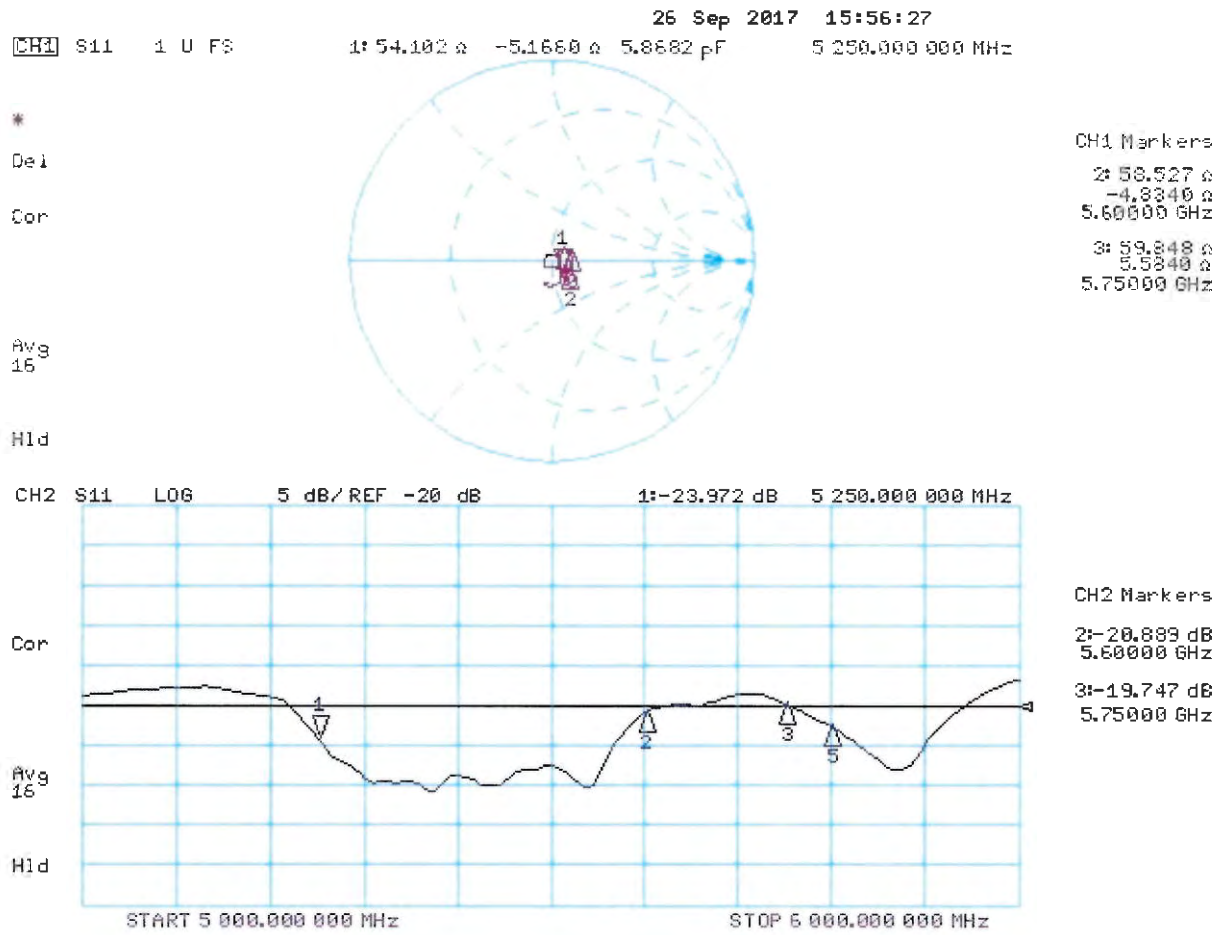 26 Sep 2017 15:56:27
CH1 S11 1 U FS 1: 54.102 Ω -5.1660 Ω 5.8682 pF 5 250.000 000 MHz
*
Del
Cor
Avg
16
Hld
1
2
CH1 Markers
2: 58.527 Ω
-4.8340 Ω
5.60000 GHz
3: 59.848 Ω
5.5840 Ω
5.75000 GHz
CH2 S11 LOG 5 dB/ REF -20 dB 1:-23.972 dB 5 250.000 000 MHz
Cor
Avg
16
Hld
1
2
3
5
CH2 Markers
2:-20.889 dB
5.60000 GHz
3:-19.747 dB
5.75000 GHz
START 5 000.000 000 MHz STOP 6 000.000 000 MHz